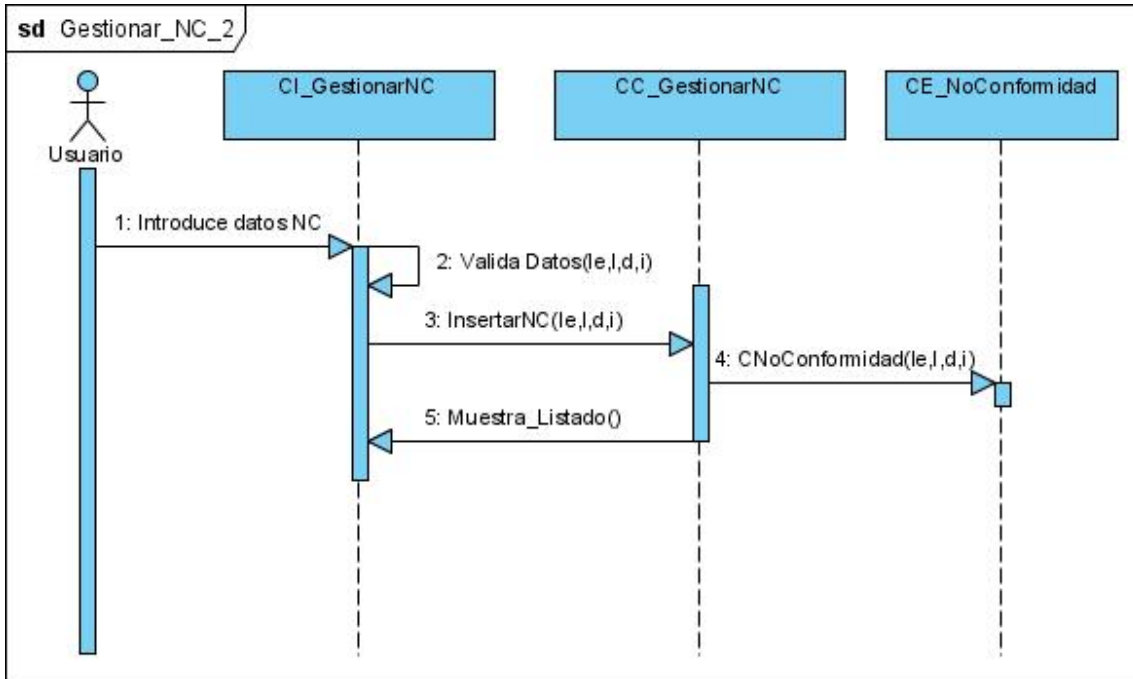 sd Gestionar_NC_2
CI_GestionarNC
CC_GestionarNC
CE_NoConformidad
Usuario
1: Introduce datos NC
2: Valida Datos(le,l,d,i)
3: InsertarNC(le,l,d,i)
4: CNoConformidad(le,l,d,i)
5: Muestra_Listado()